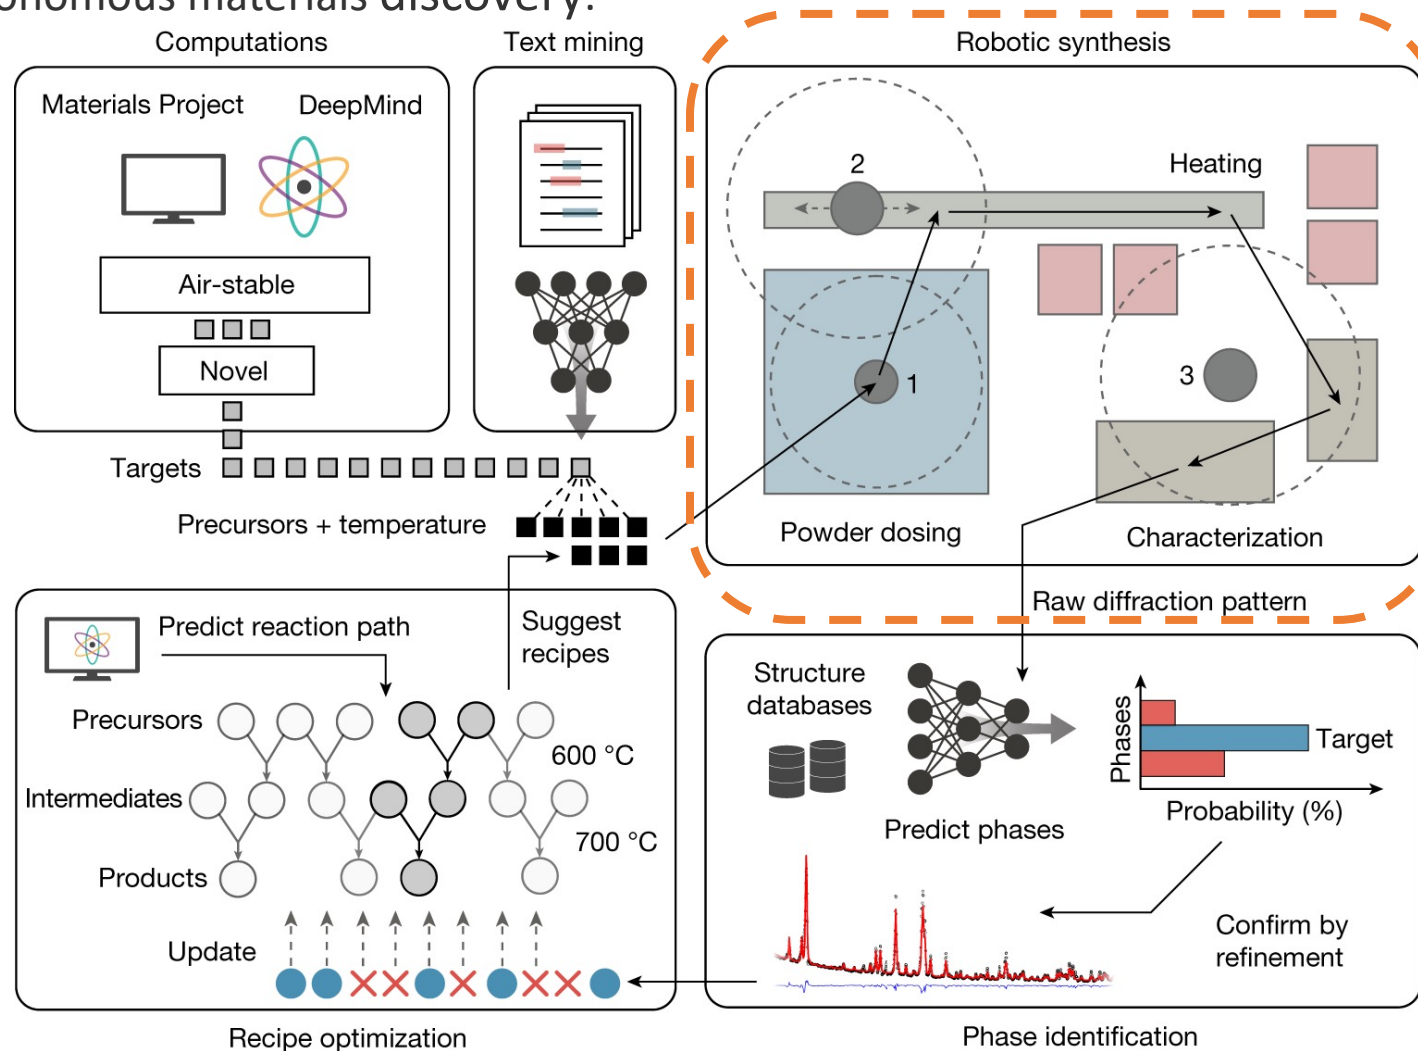 discovery.
Computations
Text mining
Robotic synthesis
Materials Project
DeepMind
Air-stable
Novel
Targets
Precursors + temperature
2
Heating
1
3
Powder dosing
Characterization
Raw diffraction pattern
Predict reaction path
Suggest
recipes
Precursors
600 °C
Intermediates
700 °C
Products
Update
Recipe optimization
Structure
databases
Predict phases
Phases
Target
Probability (%)
Confirm by
refinement
Phase identification